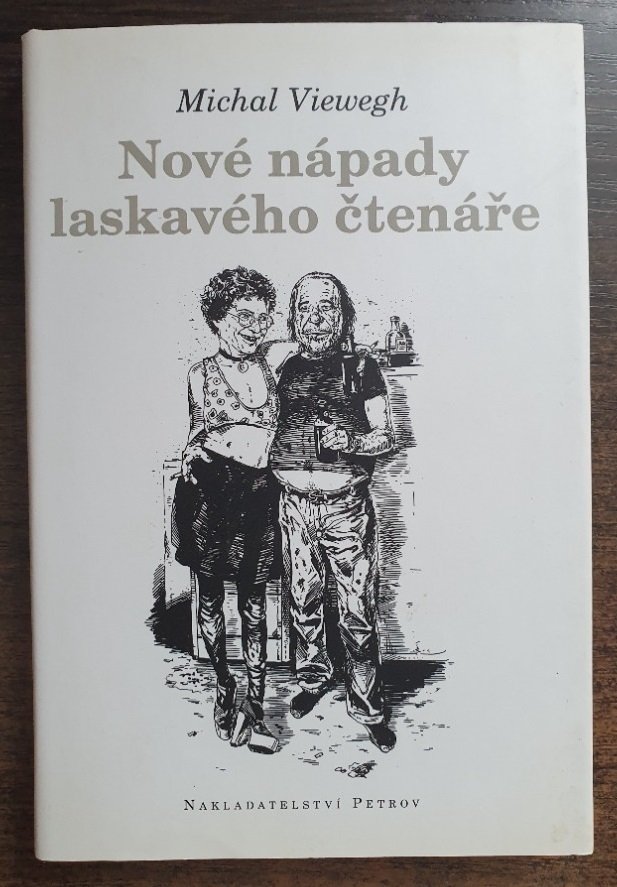 Michal Viewegh
Nové nápady
laskavého čtenáře
Nakladatelství Petrov